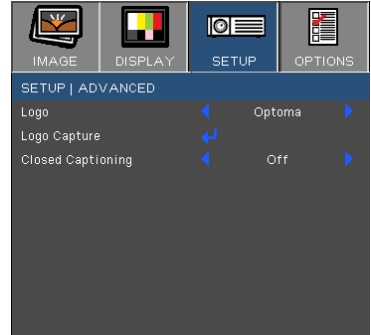 IMAGE DISPLAY SETUP OPTIONS
SETUP | ADVANCED
Logo Optoma
Logo Capture
Closed Captioning Off